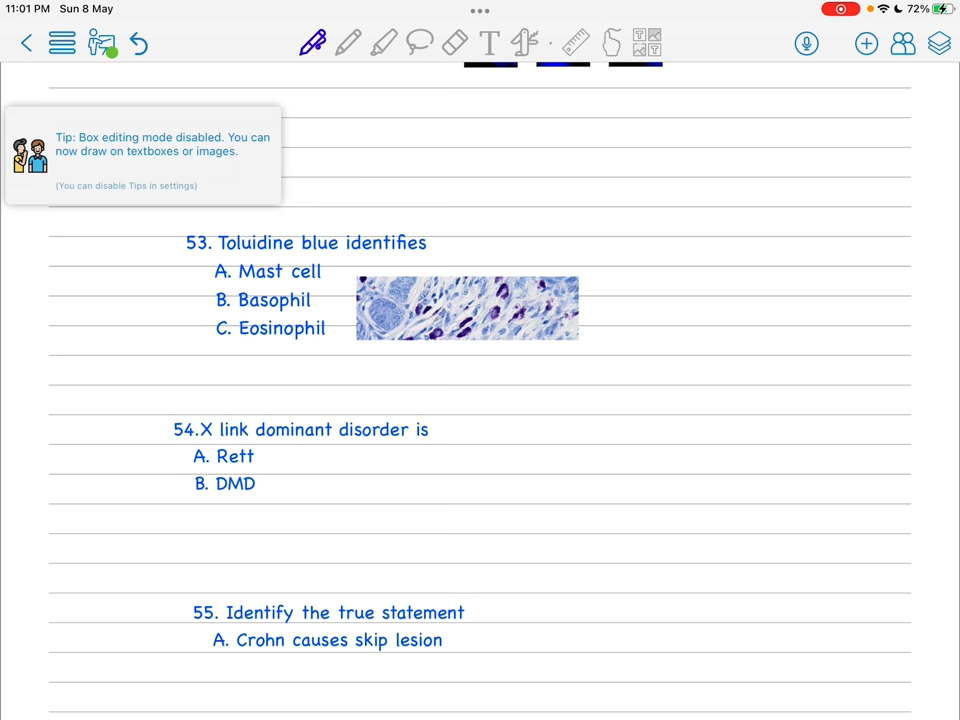 11:01 PM Sun 8 May
72%
T
Tip: Box editing mode disabled. You can
now draw on textboxes or images.
(You can disable Tips in settings)
53. Toluidine blue identifies
A. Mast cell
B. Basophil
C. Eosinophil
54.X link dominant disorder is
A. Rett
B. DMD
55. Identify the true statement
A. Crohn causes skip lesion